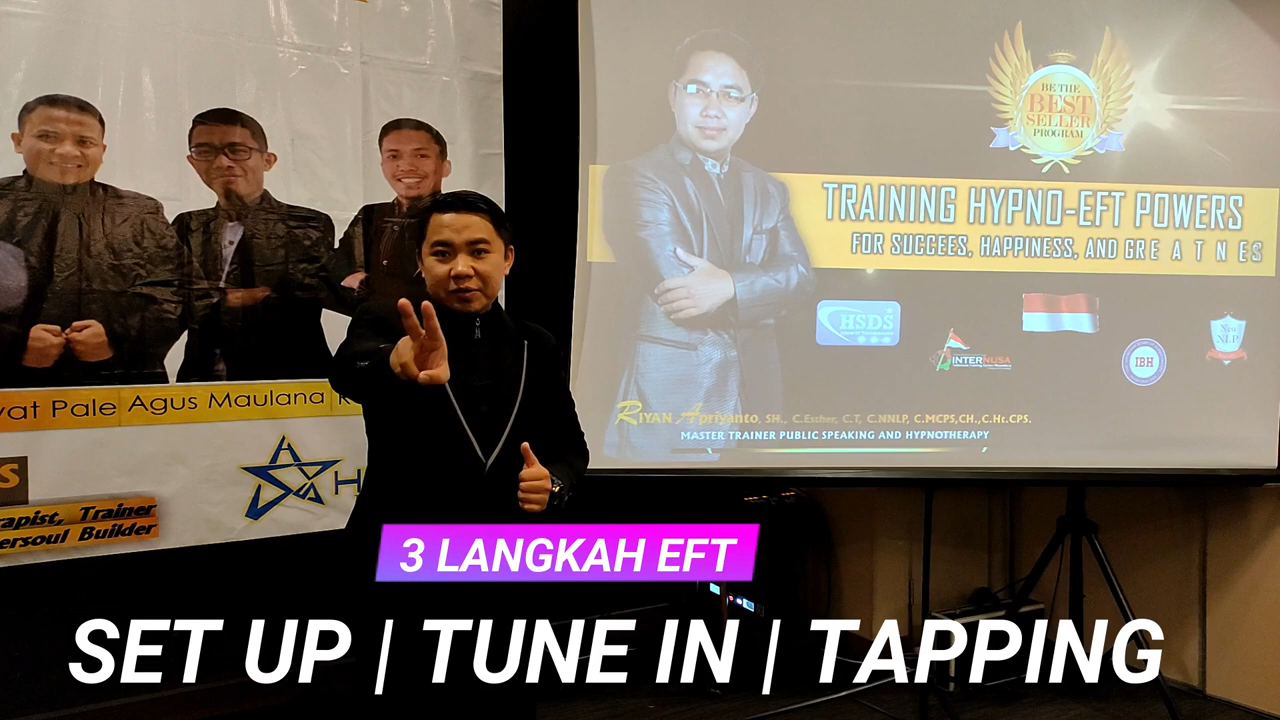 BE THE
BEST
SELLER
PROGRAM
TRAINING HYPNO-EFT POWERS
FOR SUCCEES, HAPPINESS, AND GRE A T N ES
HSDS
INTERNUSA
Neo
NLP
IBH
RIYAN Apriyanto, SH., C.Esther, C.T, C.NNLP, C.MCPS,CH.,C.Ht.CPS.
MASTER TRAINER PUBLIC SPEAKING AND HYPNOTHERAPY
yat Pale Agus Maulana
S
H
rapist, Trainer
ersoul Builder
3 LANGKAH EFT
SET UP | TUNE IN | TAPPING